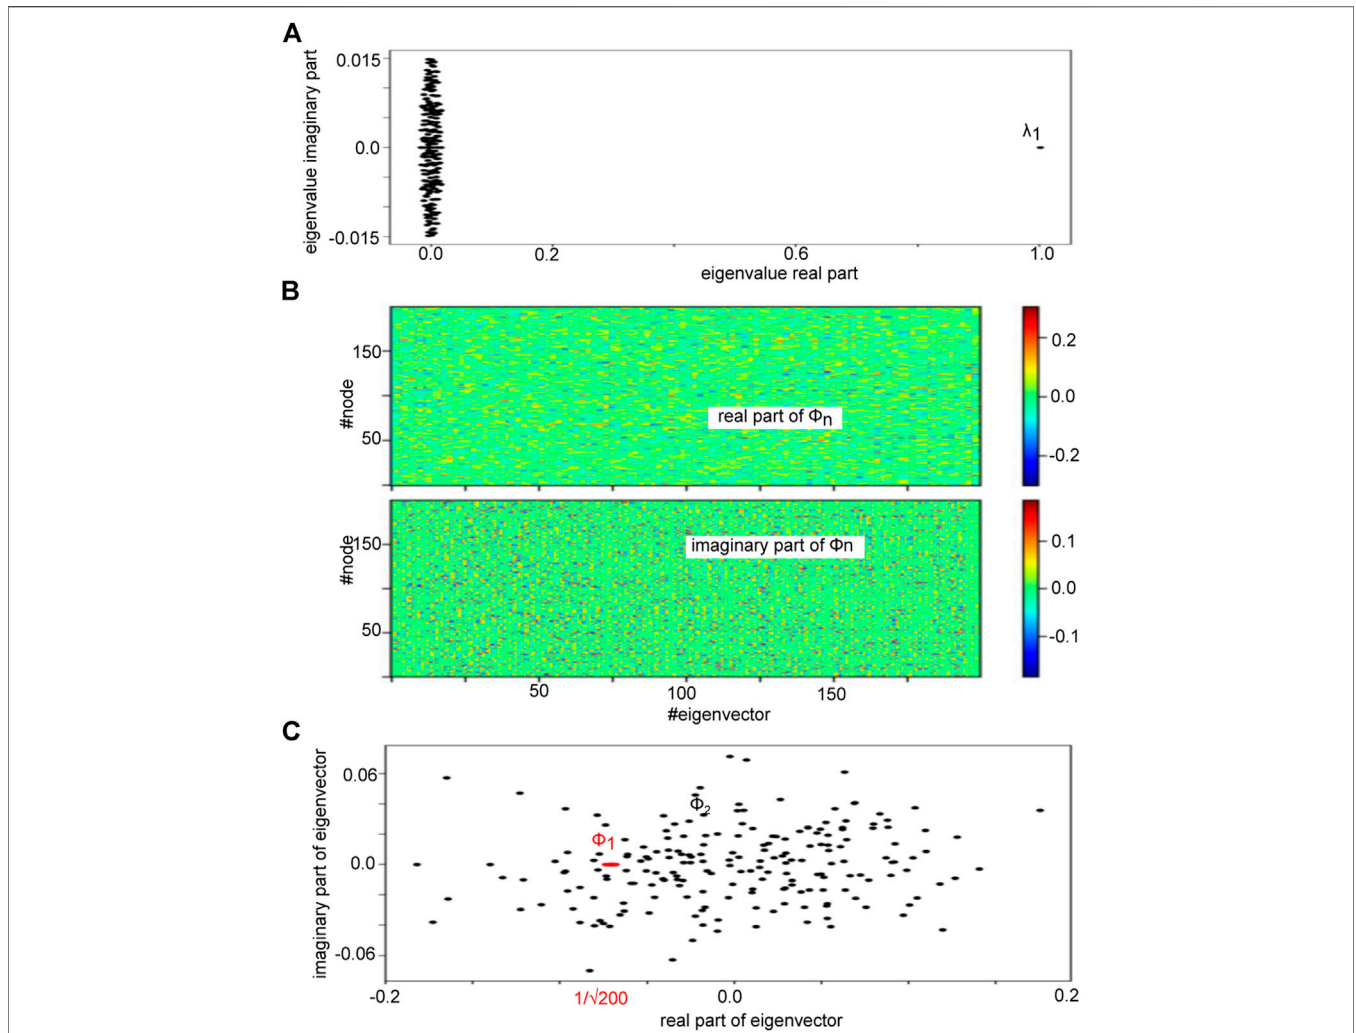 A
eigenvalue imaginary part
0.015
0.0
-0.015
λ1
0.0 0.2 0.6 1.0
eigenvalue real part
B
#node
150
50
real part of Φn
0.2
0.0
-0.2
#node
150
50
imaginary part of Φn
0.1
0.0
-0.1
50 100 150
#eigenvector
C
imaginary part of eigenvector
0.06
0.0
-0.06
Φ1
Φ2
-0.2 1/√200 0.0 0.2
real part of eigenvector